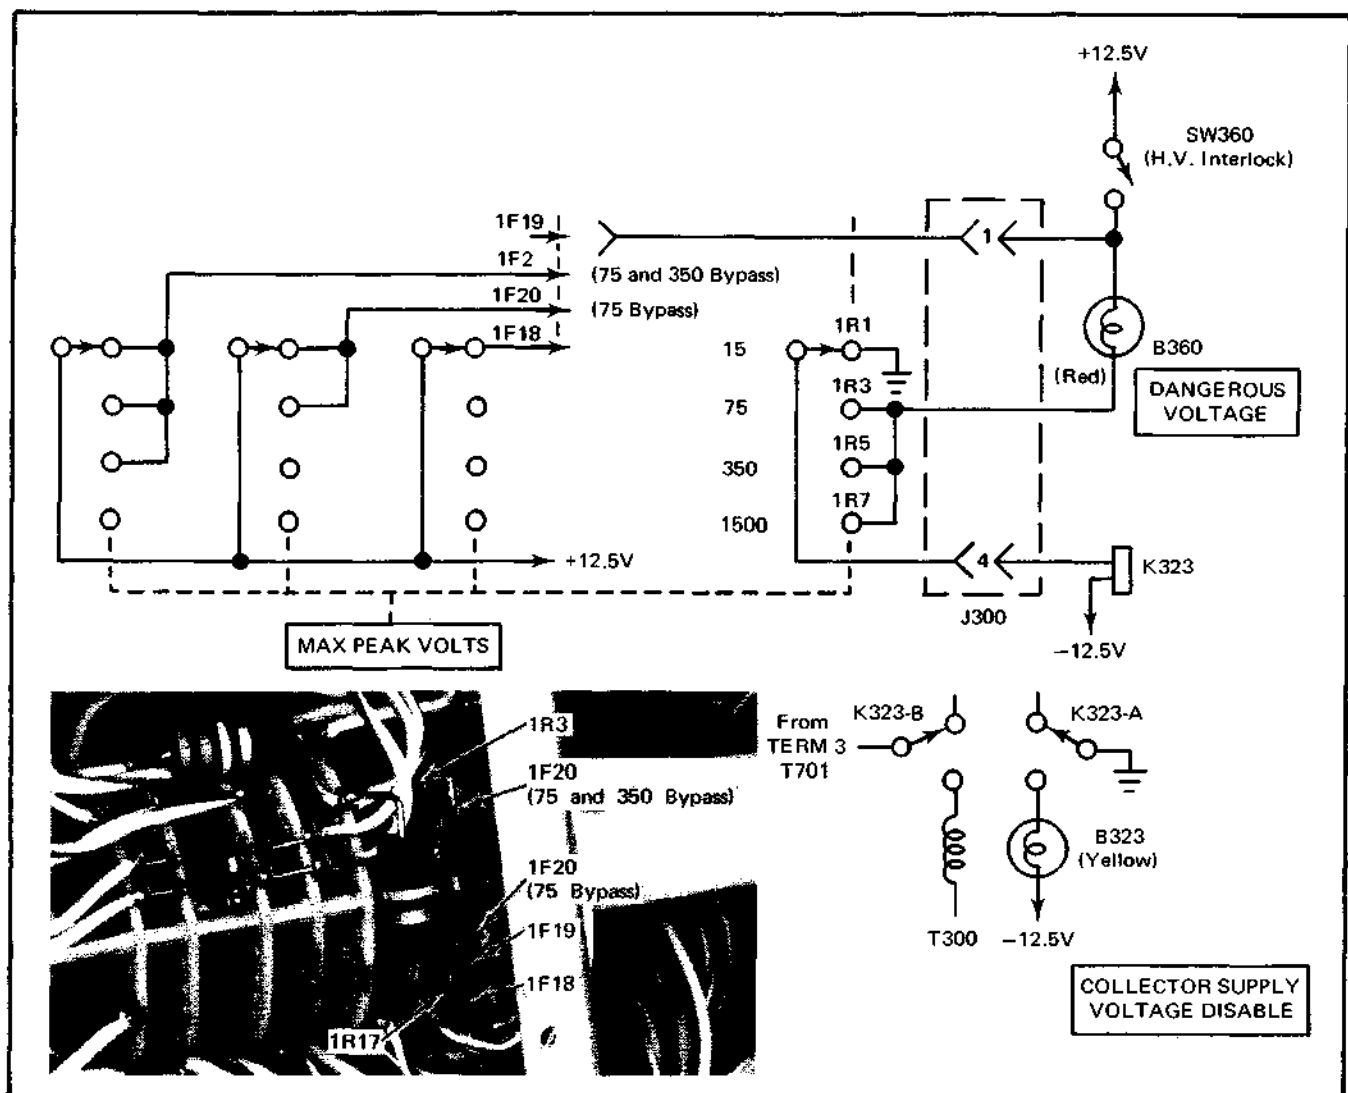 +12.5V
SW360
(H.V. Interlock)
1F19
1
1F2
(75 and 350 Bypass)
1F20
(75 Bypass)
1F18
15
1R1
B360
(Red)
DANGEROUS
VOLTAGE
75
1R3
350
1R5
1500
1R7
+12.5V
4
K323
J300
-12.5V
MAX PEAK VOLTS
1R3
1F20
(75 and 350 Bypass)
1F20
(75 Bypass)
1F19
1F18
1R17
From
TERM 3
T701
K323-B
K323-A
B323
(Yellow)
T300
-12.5V
COLLECTOR SUPPLY
VOLTAGE DISABLE